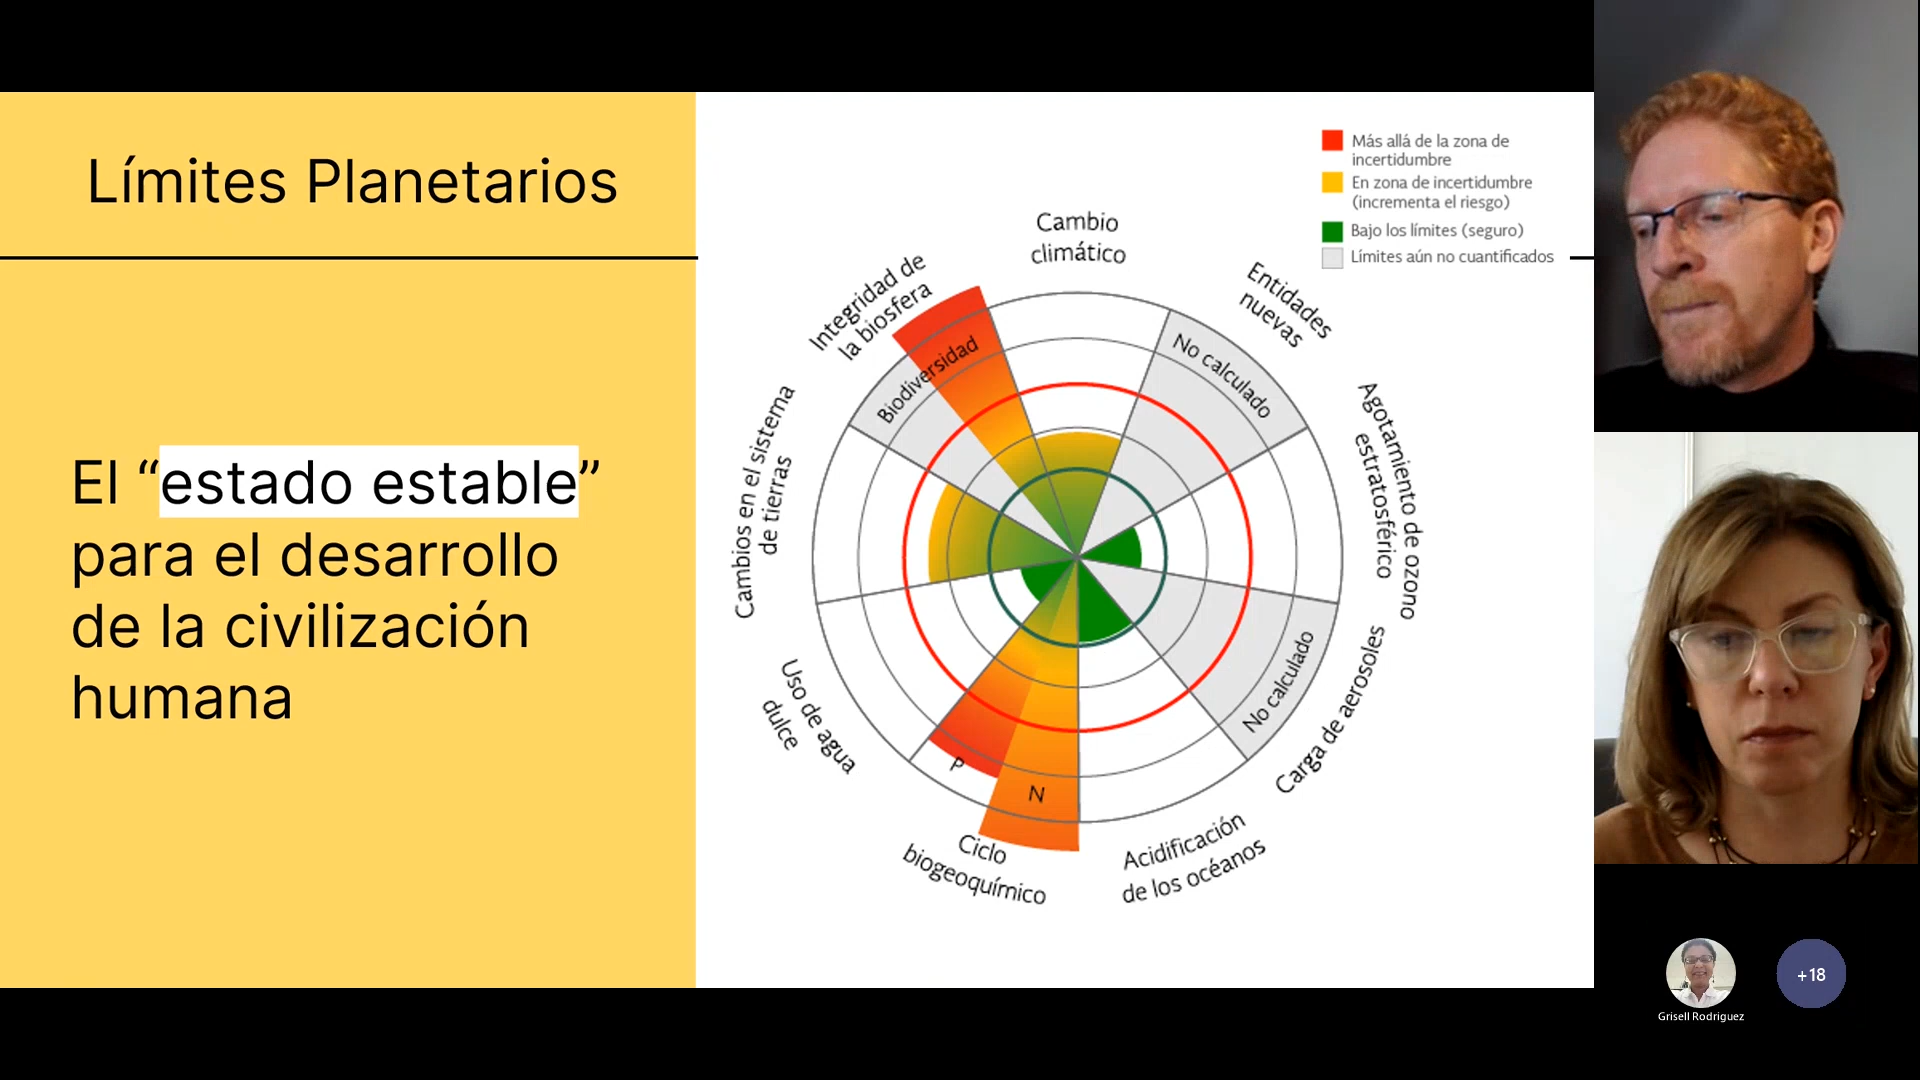 Límites Planetarios
El “estado estable”
para el desarrollo
de la civilización
humana
Más allá de la zona de
incertidumbre
En zona de incertidumbre
(incrementa el riesgo)
Bajo los límites (seguro)
Límites aún no cuantificados
Cambio
climático
Entidades
nuevas
No calculado
Agotamiento de ozono
estratosférico
Carga de aerosoles
No calculado
Acidificación
de los océanos
Ciclo
biogeoquímico
P
N
Uso de agua
dulce
Cambios en el sistema
de tierras
Integridad de
la biosfera
Biodiversidad
Grisell Rodriguez
+18